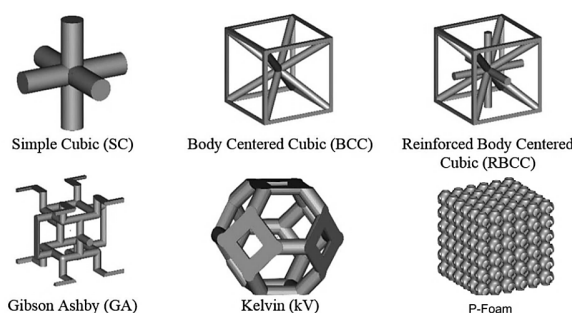 Simple Cubic (SC)
Body Centered Cubic (BCC)
Reinforced Body Centered
Cubic (RBCC)
Gibson Ashby (GA)
Kelvin (kV)
P-Foam